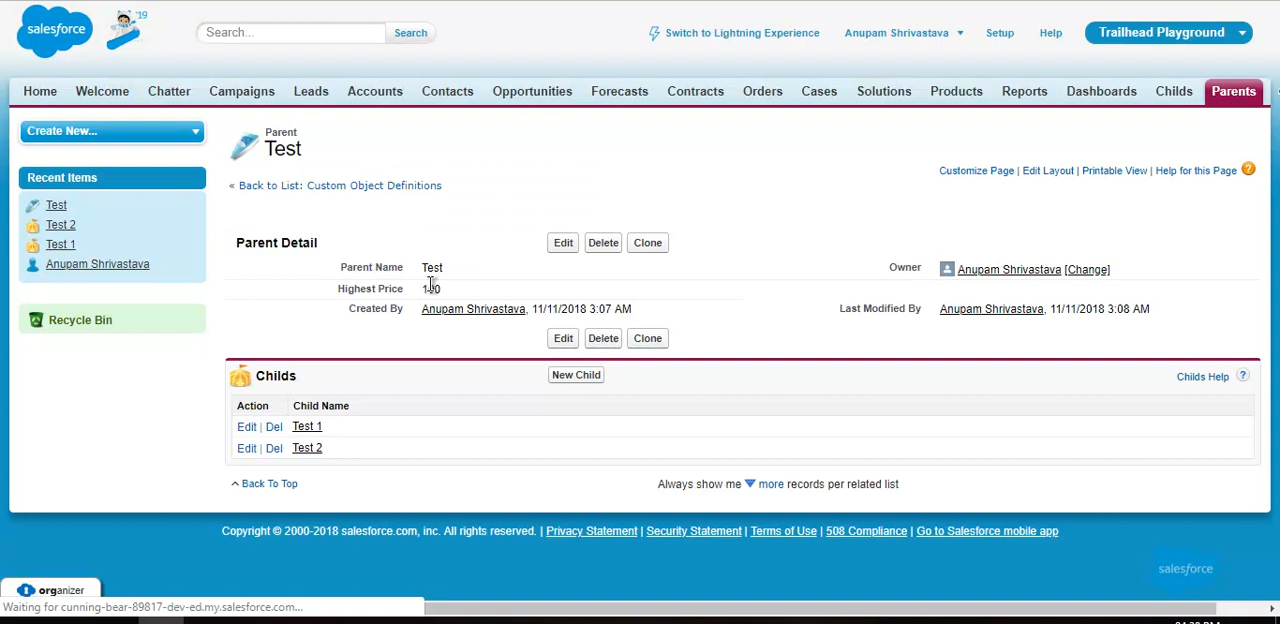 salesforce
'19
Search...
Search
Switch to Lightning Experience
Anupam Shrivastava
Setup
Help
Trailhead Playground
Home
Welcome
Chatter
Campaigns
Leads
Accounts
Contacts
Opportunities
Forecasts
Contracts
Orders
Cases
Solutions
Products
Reports
Dashboards
Childs
Parents
Create New...
Recent Items
Test
Test 2
Test 1
Anupam Shrivastava
Recycle Bin
Parent
Test
« Back to List: Custom Object Definitions
Customize Page | Edit Layout | Printable View | Help for this Page
Parent Detail
Edit
Delete
Clone
Parent Name
Test
Owner
Anupam Shrivastava [Change]
Highest Price
Created By
Anupam Shrivastava, 11/11/2018 3:07 AM
Last Modified By
Anupam Shrivastava, 11/11/2018 3:08 AM
Edit
Delete
Clone
Childs
New Child
Childs Help
Action
Child Name
Edit | Del
Test 1
Edit | Del
Test 2
Back To Top
Always show me more records per related list
Copyright © 2000-2018 salesforce.com, inc. All rights reserved. | Privacy Statement | Security Statement | Terms of Use | 508 Compliance | Go to Salesforce mobile app
salesforce
organizer
Waiting for cunning-bear-89817-dev-ed.my.salesforce.com...